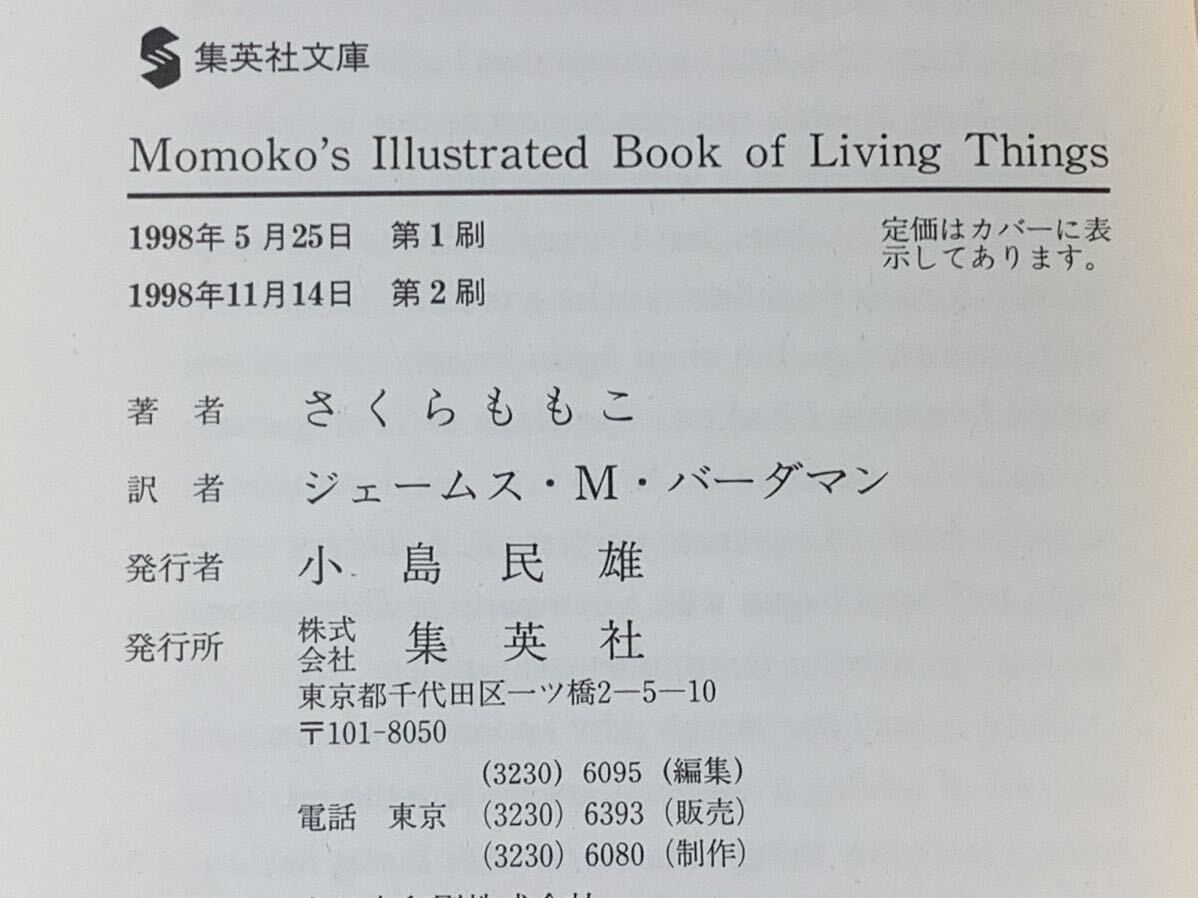 集英社文庫
Momoko's Illustrated Book of Living Things
1998年5月25日 第1刷
1998年11月14日 第2刷
定価はカバーに表
示してあります。
著者 さくらももこ
訳者 ジェームス・M・バーダマン
発行者 小島民雄
発行所 株式会社 集英社
東京都千代田区一ツ橋2―5―10
〒101-8050
(3230) 6095 (編集)
電話 東京 (3230) 6393 (販売)
(3230) 6080 (制作)